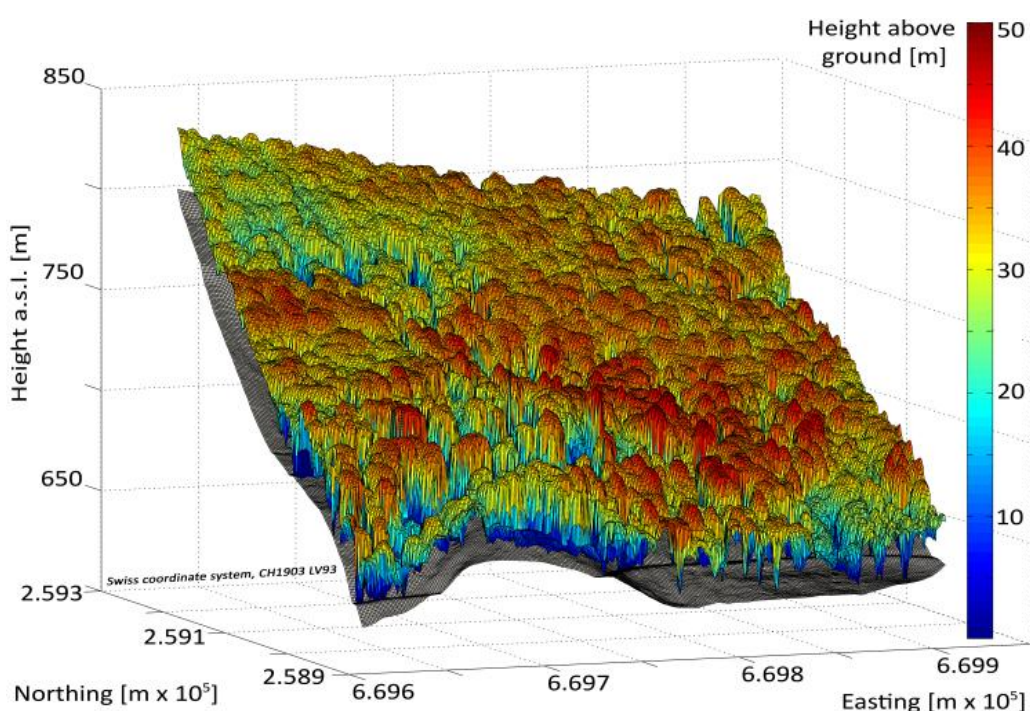 Height above
ground [m]
50
40
30
20
10
850
750
650
Height a.s.l. [m]
Swiss coordinate system, CH1903 LV93
2.593
2.591
2.589
Northing [m x 10⁵]
6.696
6.697
6.698
6.699
Easting [m x 10⁵]